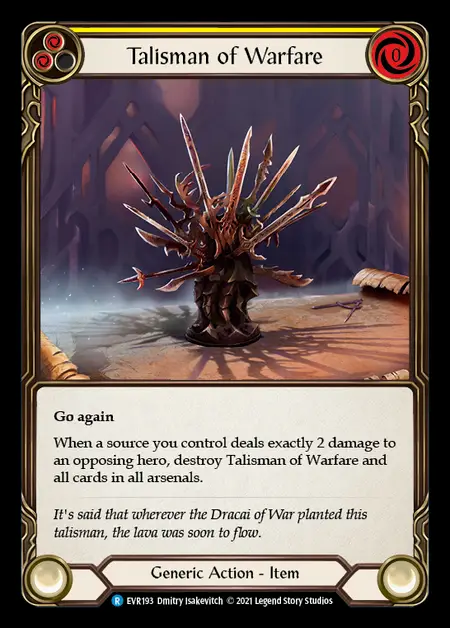 Talisman of Warfare
0
Go again
When a source you control deals exactly 2 damage to
an opposing hero, destroy Talisman of Warfare and
all cards in all arsenals.
It's said that wherever the Dracai of War planted this
talisman, the lava was soon to flow.
Generic Action - Item
R EVR193 Dmitry Isakevitch © 2021 Legend Story Studios